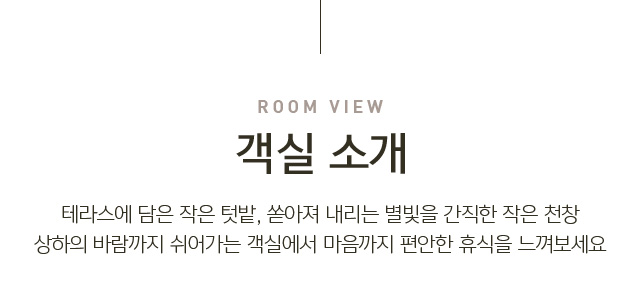 ROOM VIEW
객실 소개
테라스에 담은 작은 텃밭, 쏟아져 내리는 별빛을 간직한 작은 천창
상하의 바람까지 쉬어가는 객실에서 마음까지 편안한 휴식을 느껴보세요